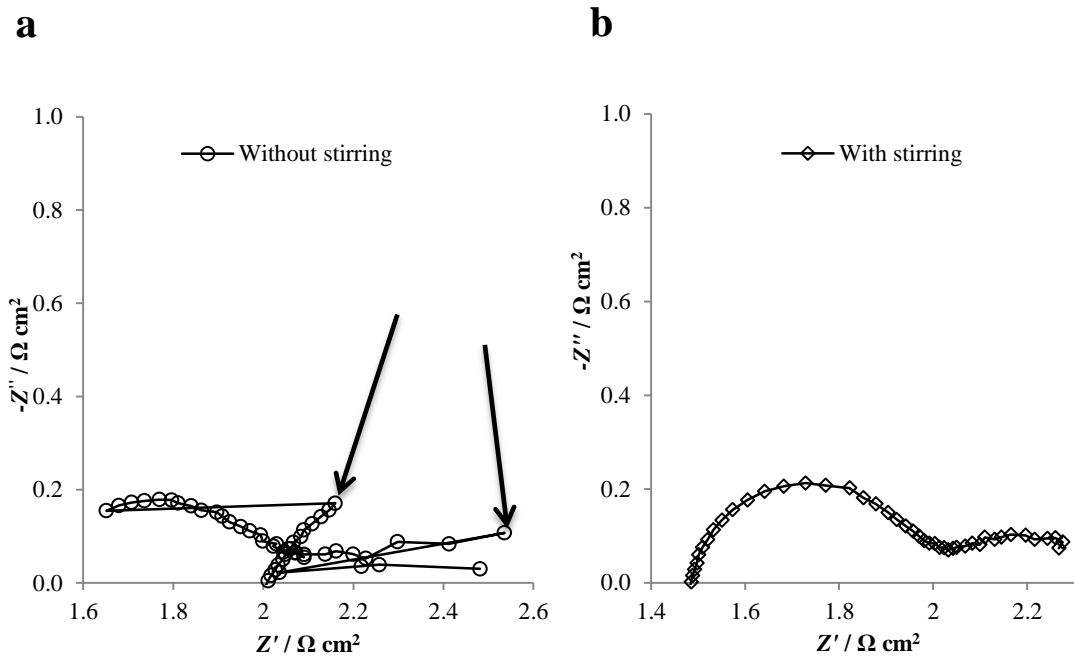 a
b
1.0
0.8
0.6
0.4
0.2
0.0
-Z'' / Ω cm²
Without stirring
1.6
1.8
2
2.2
2.4
2.6
Z' / Ω cm²
1.0
0.8
0.6
0.4
0.2
0.0
-Z'' / Ω cm²
With stirring
1.4
1.6
1.8
2
2.2
Z' / Ω cm²